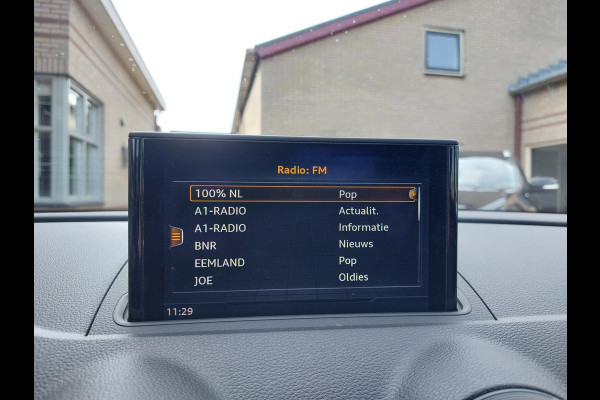 Radio: FM
100% NL Pop
A1-RADIO Actualit.
A1-RADIO Informatie
BNR Nieuws
EEMLAND Pop
JOE Oldies
11:29